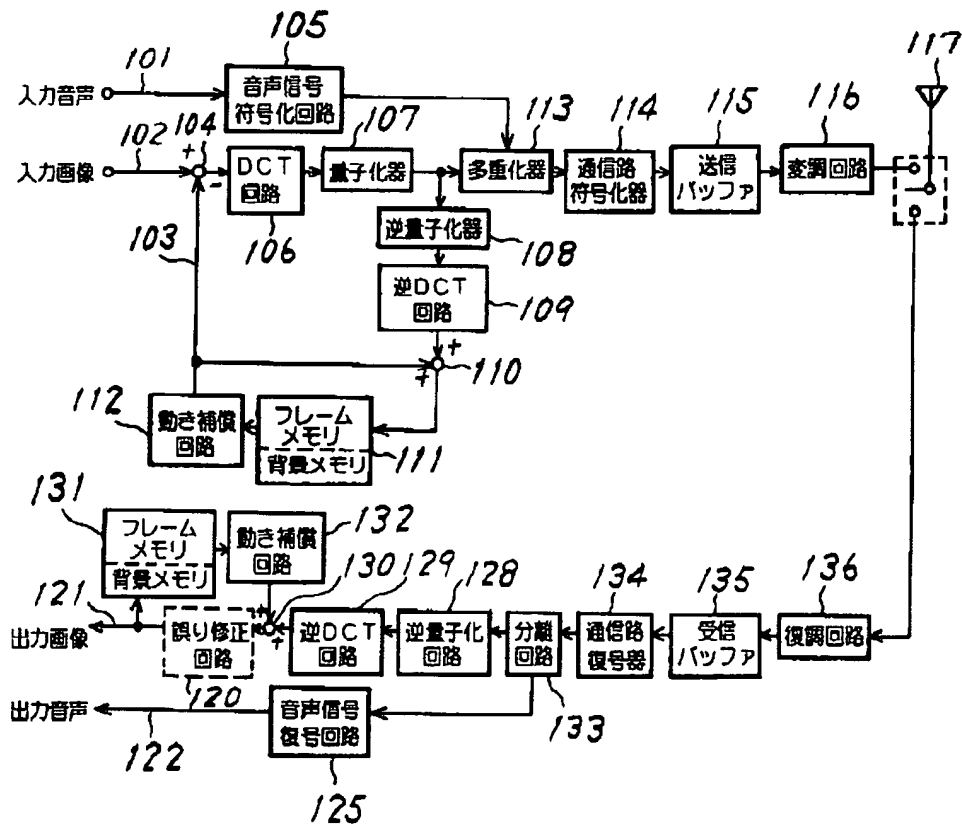 105
101
117
入力音声
音声信号
符号化回路
102
104
107
113
114
115
116
+
-
入力画像
DCT
回路
量子化器
多重化器
通信路
符号化器
送信
バッファ
変調回路
106
103
逆量子化器
108
逆DCT
回路
109
+
+
110
112
動き補償
回路
フレーム
メモリ
背景メモリ
111
131
132
フレーム
メモリ
背景メモリ
動き補償
回路
130
129
128
134
135
136
121
+
+
出力画像
誤り修正
回路
逆DCT
回路
逆量子化
回路
分離
回路
通信路
復号器
受信
バッファ
復調回路
120
133
出力音声
122
音声信号
復号回路
125